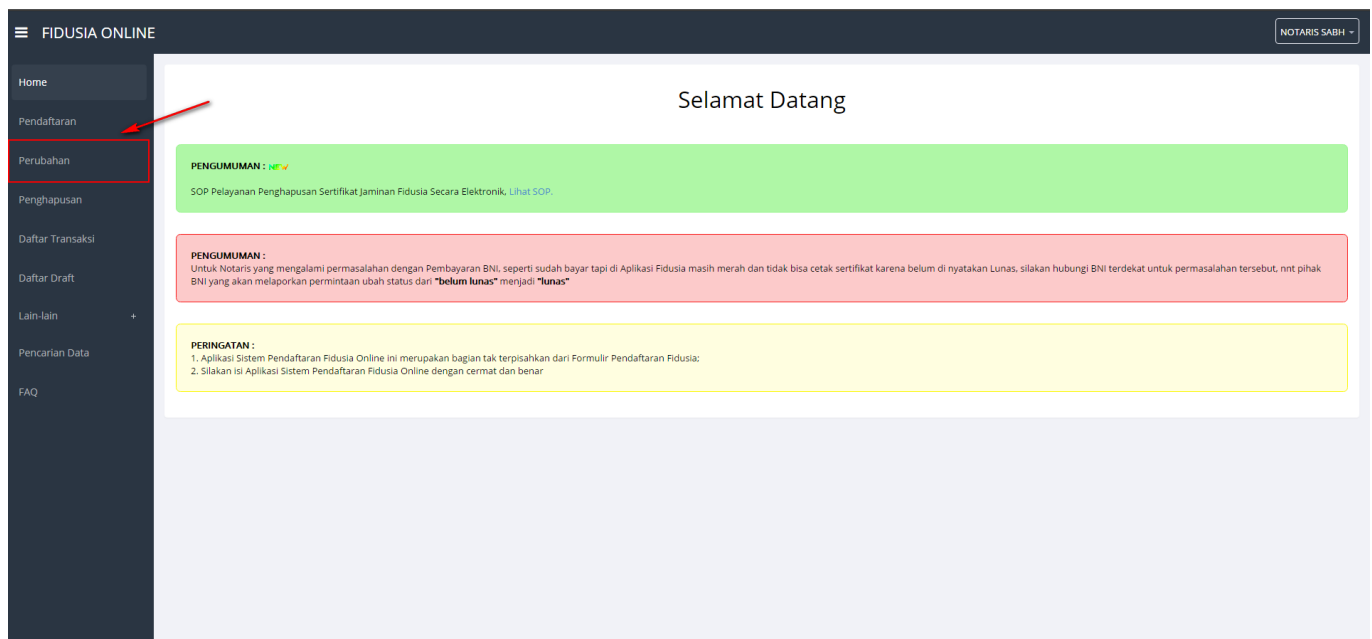 FIDUSIA ONLINE
NOTARIS SABH
Home
Pendaftaran
Perubahan
Penghapusan
Daftar Transaksi
Daftar Draft
Lain-lain +
Pencarian Data
FAQ
Selamat Datang
PENGUMUMAN :
SOP Pelayanan Penghapusan Sertifikat Jaminan Fidusia Secara Elektronik, Lihat SOP.
PENGUMUMAN :
Untuk Notaris yang mengalami permasalahan dengan Pembayaran BNI, seperti sudah bayar tapi di Aplikasi Fidusia masih merah dan tidak bisa cetak sertifikat karena belum di nyatakan Lunas, silakan hubungi BNI terdekat untuk permasalahan tersebut, nnt pihak
BNI yang akan melaporkan permintaan ubah status dari "belum lunas" menjadi "lunas"
PERINGATAN :
1. Aplikasi Sistem Pendaftaran Fidusia Online ini merupakan bagian tak terpisahkan dari Formulir Pendaftaran Fidusia;
2. Silakan isi Aplikasi Sistem Pendaftaran Fidusia Online dengan cermat dan benar